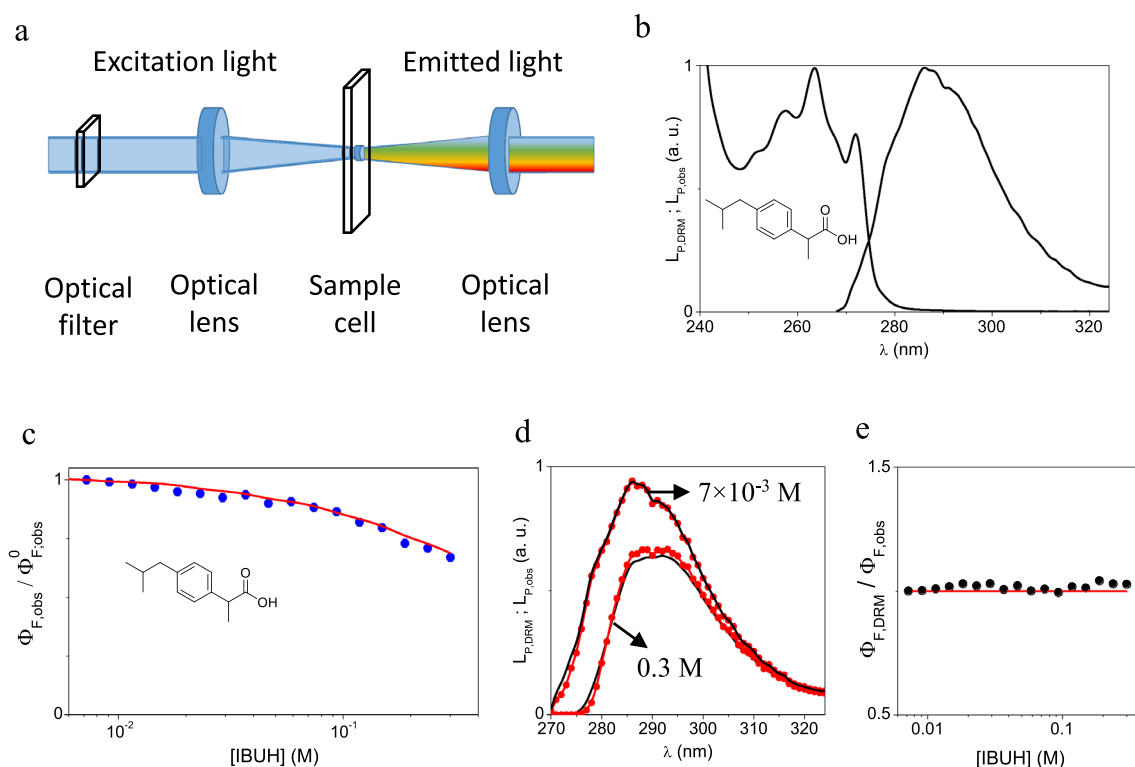 a
Excitation light
Emitted light
Optical
filter
Optical
lens
Sample
cell
Optical
lens
b
L_P,DRM ; L_P,obs (a. u.)
1
0
240 260 280 300 320
λ (nm)
O
OH
c
Φ_F,obs / Φ^0_F;obs
1
0
10^-2 10^-1
[IBUH] (M)
O
OH
d
L_P,DRM ; L_P,obs (a. u.)
1
0
7×10^-3 M
0.3 M
270 280 290 300 310 320
λ (nm)
e
Φ_F,DRM / Φ_F,obs
1.5
0.5
0.01 0.1
[IBUH] (M)